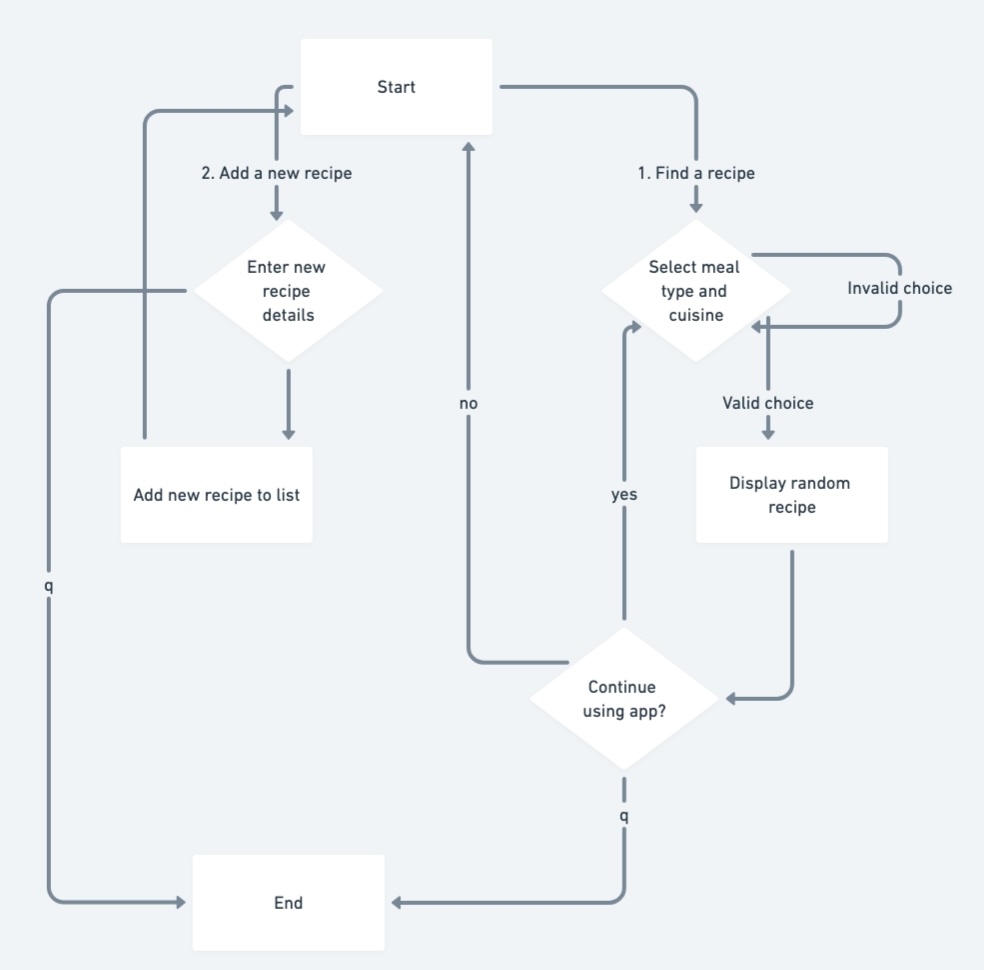 Start
2. Add a new recipe
1. Find a recipe
Enter new
recipe
details
Select meal
type and
cuisine
Invalid choice
no
Valid choice
Add new recipe to list
yes
Display random
recipe
q
Continue
using app?
q
End